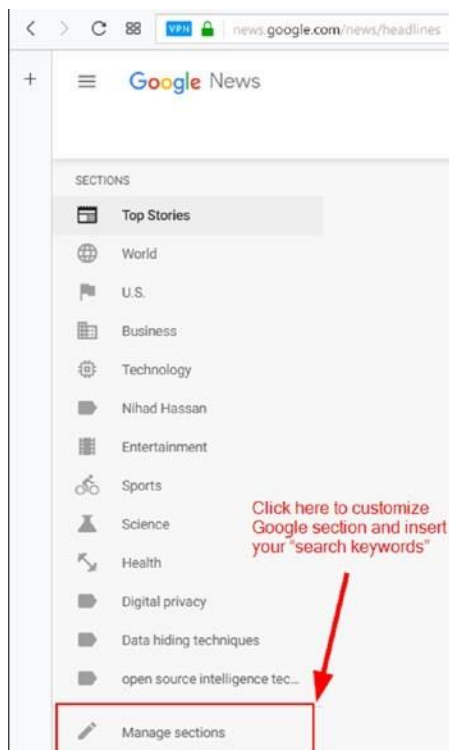 VPN news.google.com/news/headlines
Google News
SECTIONS
Top Stories
World
U.S.
Business
Technology
Nihad Hassan
Entertainment
Sports
Science
Health
Digital privacy
Data hiding techniques
open source intelligence tec...
Manage sections
Click here to customize
Google section and insert
your "search keywords"